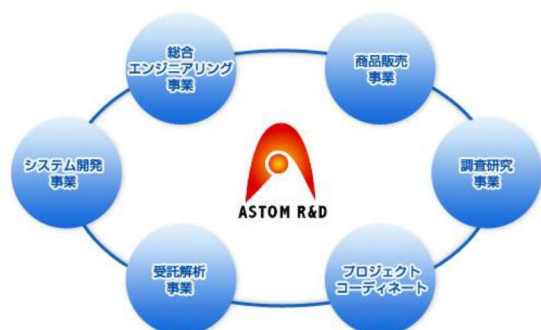 総合
エンジニアリング
事業
商品販売
事業
システム開発
事業
ASTOM R&D
調査研究
事業
受託解析
事業
プロジェクト
コーディネート